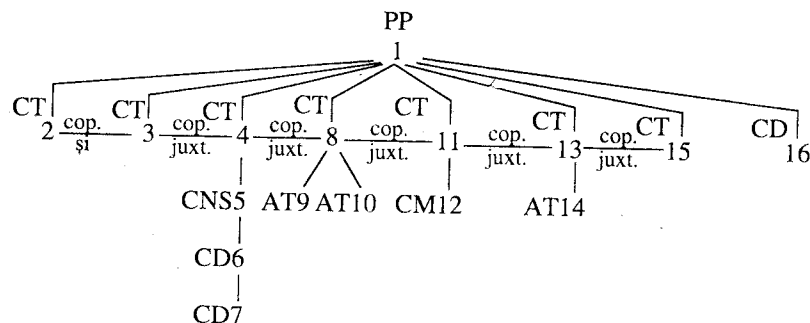 PP
1
CT CT CT CT CT CT CT CD
2 cop. și 3 cop. juxt. 4 cop. juxt. 8 cop. juxt. 11 cop. juxt. 13 cop. juxt. 15 16
CNS5 AT9 AT10 CM12 AT14
CD6
CD7